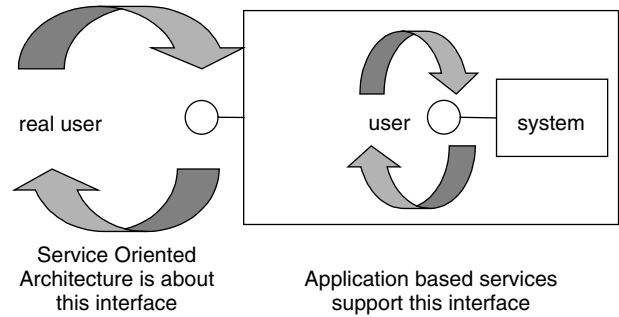 real user
user
system
Service Oriented
Architecture is about
this interface
Application based services
support this interface